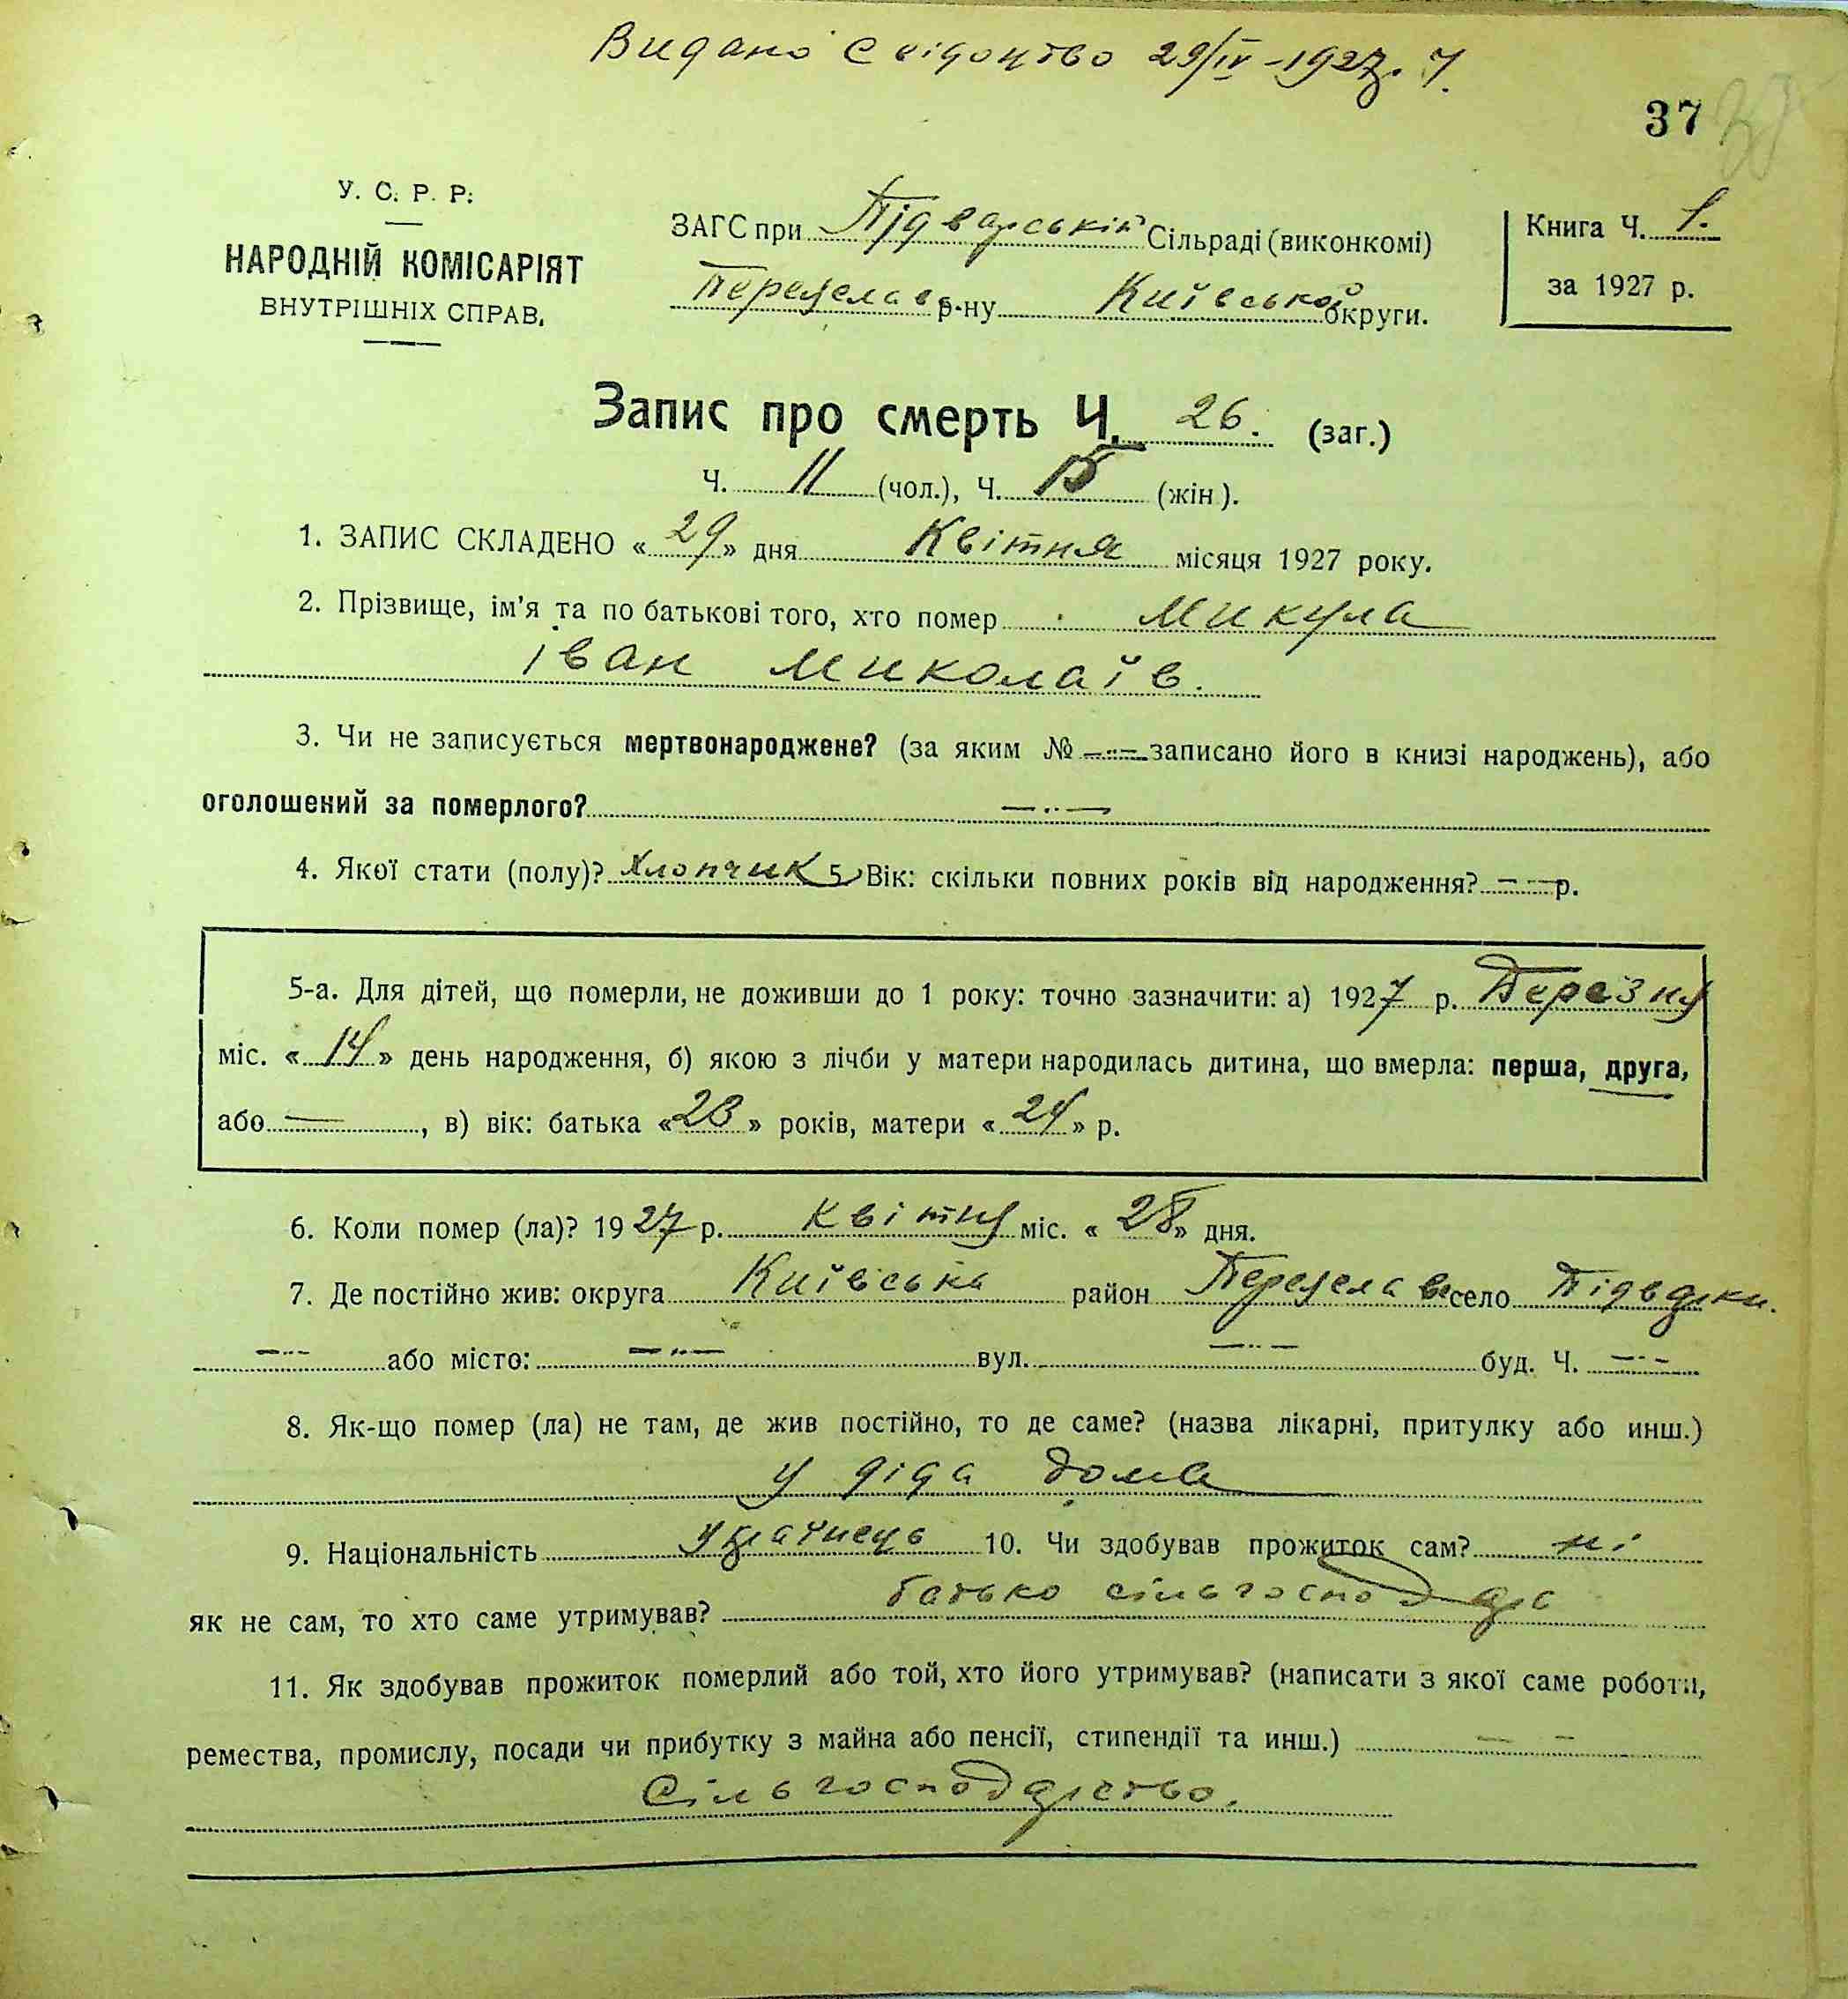 Видано Свідоцтво 29/IV-1927р.
37
У. С. Р. Р.
НАРОДНІЙ КОМІСАРІЯТ
ВНУТРІШНІХ СПРАВ.
ЗАГС при Підварській Сільраді (виконкомі)
Переяслав р-ну Київської округи.
Книга Ч. 1.
за 1927 р.
Запис про смерть Ч. 26. (заг.)
Ч. 11 (чол.), Ч. 15 (жін.).
1. ЗАПИС СКЛАДЕНО « 29 » дня Квітня місяця 1927 року.
2. Прізвище, ім'я та по батькові того, хто помер Микула
Іван Миколаїв.
3. Чи не записується мертвонароджене? (за яким № — записано його в книзі народжень), або
оголошений за померлого? —
4. Якої стати (полу)? Хлопчик 5 Вік: скільки повних років від народження? — р.
5-а. Для дітей, що померли, не доживши до 1 року: точно зазначити: а) 1927 р. Березня
міс. « 14 » день народження, б) якою з лічби у матери народилась дитина, що вмерла: перша, друга,
або —, в) вік: батька « 23 » років, матери « 24 » р.
6. Коли помер (ла)? 1927 р. Квітня міс. « 28 » дня.
7. Де постійно жив: округа Київська район Переяслав село Підварки.
— або місто: — вул. — буд. Ч. —
8. Як-що помер (ла) не там, де жив постійно, то де саме? (назва лікарні, притулку або инш.)
у діда дома
9. Національність Українець 10. Чи здобував прожиток сам? ні
як не сам, то хто саме утримував? батько сільгосподарь
11. Як здобував прожиток померлий або той, хто його утримував? (написати з якої саме роботи,
ремества, промислу, посади чи прибутку з майна або пенсії, стипендії та инш.) — —
Сільгосподарство.